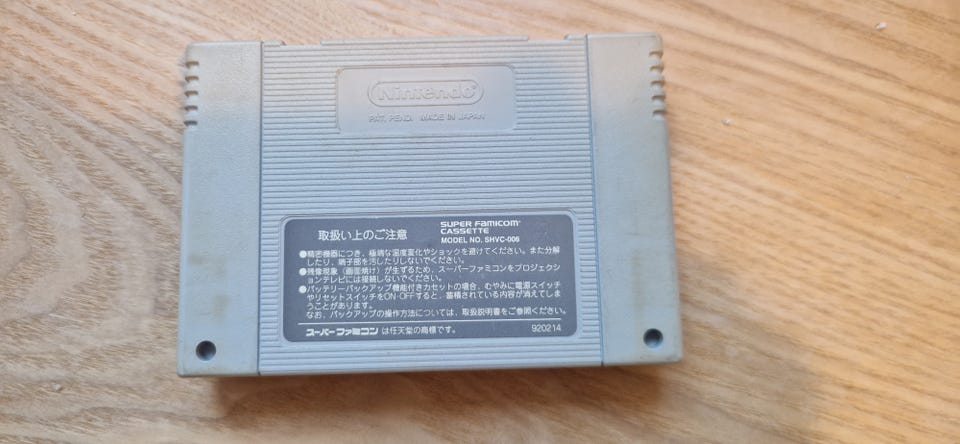 Nintendo
PAT. PEND. MADE IN JAPAN
取扱い上のご注意
SUPER Famicom
CASSETTE
MODEL NO. SHVC-006
●精密機器につき、極端な温度変化やショックを避けてください。また分解
したり、端子部を汚したりしないでください。
●残像現象（画面焼け）が生ずるため、スーパーファミコンをプロジェクショ
ンテレビには接続しないでください。
●バッテリーバックアップ機能付きカセットの場合、むやみに電源スイッチ
やリセットスイッチをON・OFFすると、蓄積されている内容が消えてしま
うことがあります。
なお、バックアップの操作方法については、取扱説明書をご参照ください。
スーパーファミコン は任天堂の商標です。
920214